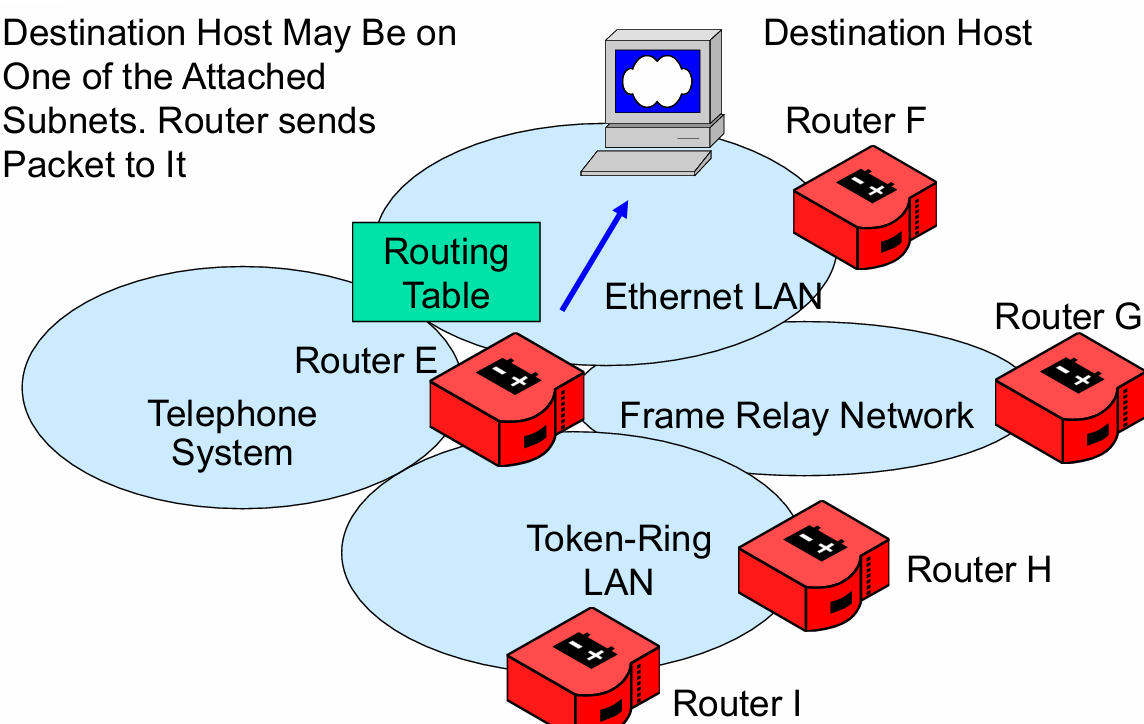 Destination Host May Be on
One of the Attached
Subnets. Router sends
Packet to It
Destination Host
Router F
Routing
Table
Ethernet LAN
Router G
Router E
Telephone
System
Frame Relay Network
Token-Ring
LAN
Router H
Router I